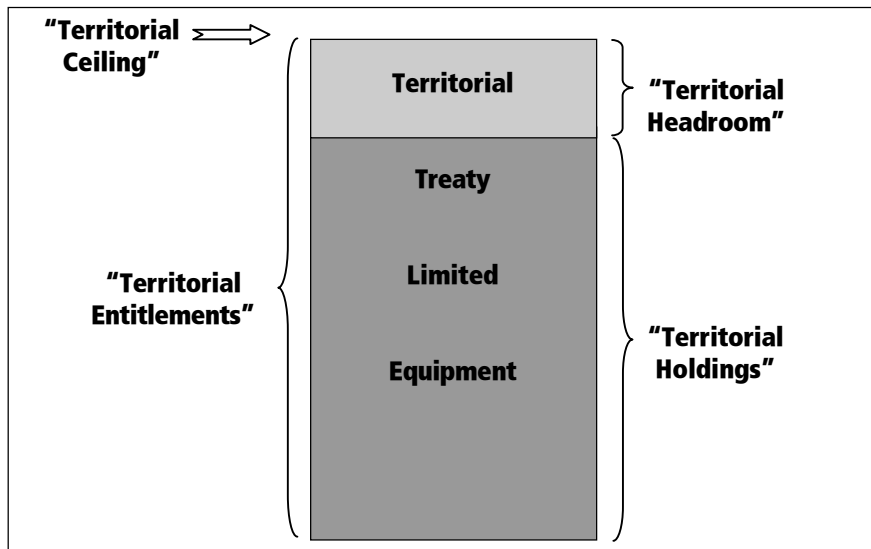 “Territorial
Ceiling”
Territorial
“Territorial
Headroom”
Treaty
Limited
“Territorial
Entitlements”
“Territorial
Holdings”
Equipment